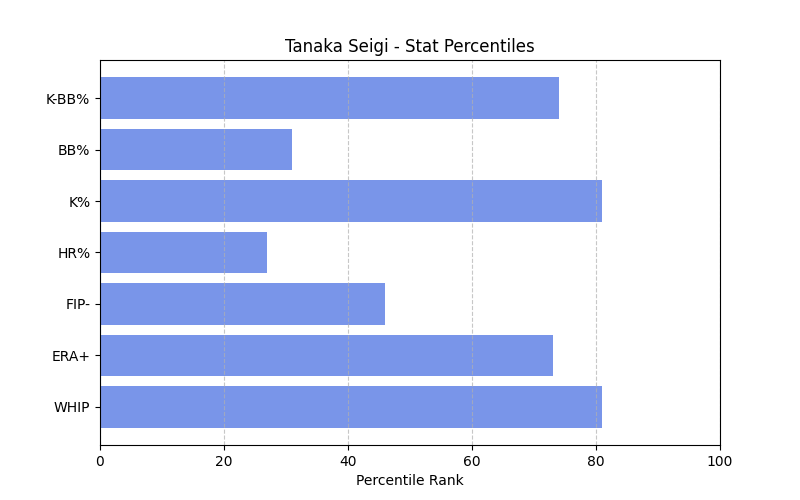 Tanaka Seigi - Stat Percentiles
K-BB%
BB%
K%
HR%
FIP-
ERA+
WHIP
0 20 40 60 80 100
Percentile Rank